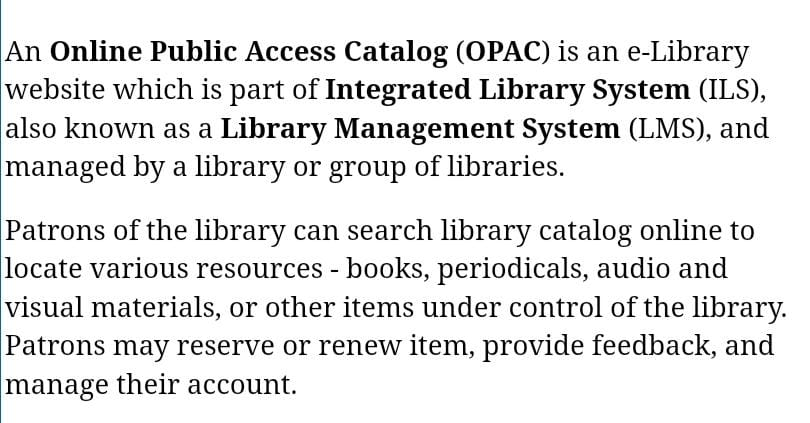 An Online Public Access Catalog (OPAC) is an e-Library
website which is part of Integrated Library System (ILS),
also known as a Library Management System (LMS), and
managed by a library or group of libraries.
Patrons of the library can search library catalog online to
locate various resources - books, periodicals, audio and
visual materials, or other items under control of the library.
Patrons may reserve or renew item, provide feedback, and
manage their account.